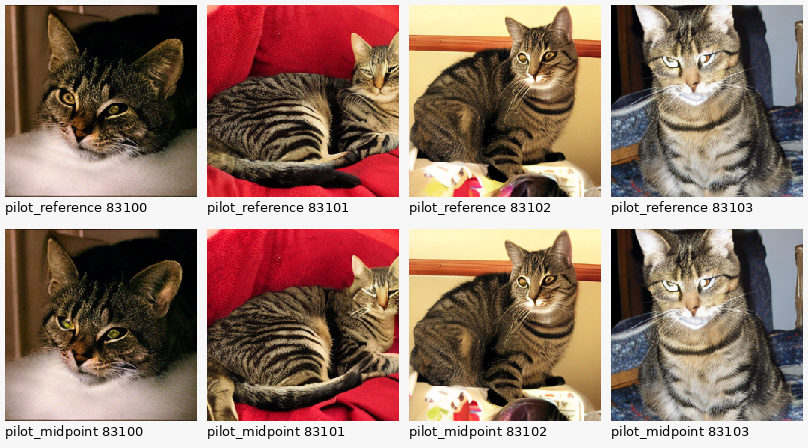 pilot_reference 83100
pilot_reference 83101
pilot_reference 83102
pilot_reference 83103
pilot_midpoint 83100
pilot_midpoint 83101
pilot_midpoint 83102
pilot_midpoint 83103